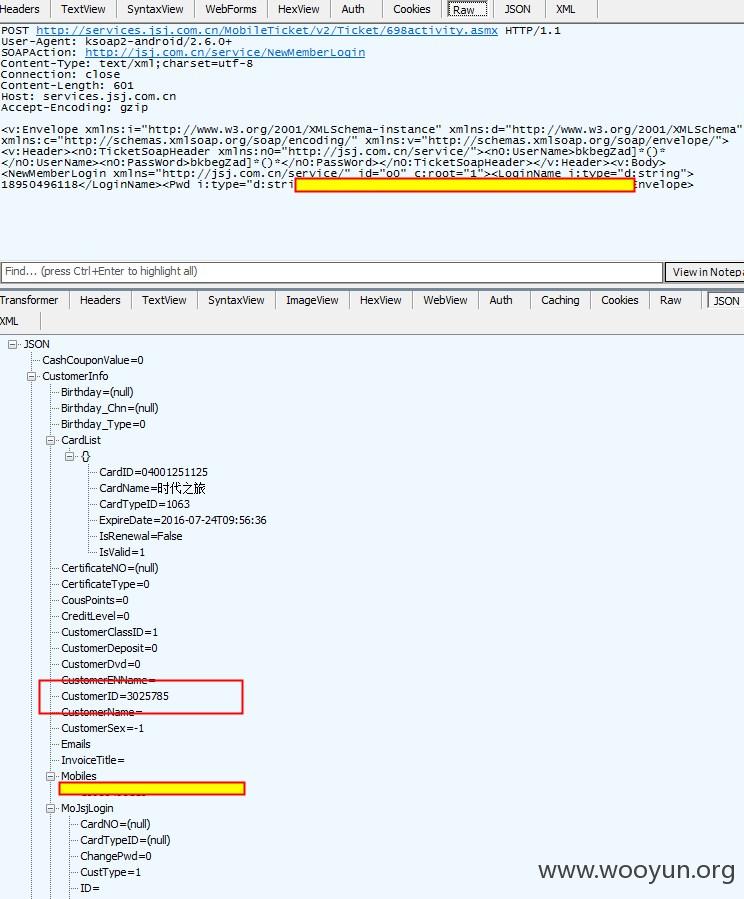 Headers TextView SyntaxView WebForms HexView Auth Cookies Raw JSON XML
POST http://services.jsj.com.cn/MobileTicket/v2/Ticket/698activity.asmx HTTP/1.1
User-Agent: ksoap2-android/2.6.0+
SOAPAction: http://jsj.com.cn/service/NewMemberLogin
Content-Type: text/xml;charset=utf-8
Connection: close
Content-Length: 601
Host: services.jsj.com.cn
Accept-Encoding: gzip
<v:Envelope xmlns:i="http://www.w3.org/2001/XMLSchema-instance" xmlns:d="http://www.w3.org/2001/XMLSchema"
xmlns:c="http://schemas.xmlsoap.org/soap/encoding/" xmlns:v="http://schemas.xmlsoap.org/soap/envelope/">
<v:Header><n0:TicketSoapHeader xmlns:n0="http://jsj.com.cn/service/"><n0:UserName>bkbegZad]*()*
</n0:UserName><n0:PassWord>bkbegZad]*()*</n0:PassWord></n0:TicketSoapHeader></v:Header><v:Body>
<NewMemberLogin xmlns="http://jsj.com.cn/service/" id="o0" c:root="1"><LoginName i:type="d:string">
18950496118</LoginName><Pwd i:type="d:stri Envelope>
Find... (press Ctrl+Enter to highlight all) View in Notepa
Transformer Headers TextView SyntaxView ImageView HexView WebView Auth Caching Cookies Raw JSON
XML
JSON
CashCouponValue=0
CustomerInfo
Birthday=(null)
Birthday_Chn=(null)
Birthday_Type=0
CardList
{}
CardID=04001251125
CardName=时代之旅
CardTypeID=1063
ExpireDate=2016-07-24T09:56:36
IsRenewal=False
IsValid=1
CertificateNO=(null)
CertificateType=0
CousPoints=0
CreditLevel=0
CustomerClassID=1
CustomerDeposit=0
CustomerDvd=0
CustomerENName=
CustomerID=3025785
CustomerName=
CustomerSex=-1
Emails
InvoiceTitle=
Mobiles
MoJsjLogin
CardNO=(null)
CardTypeID=(null)
ChangePwd=0
CustType=1
ID=
www.wooyun.org